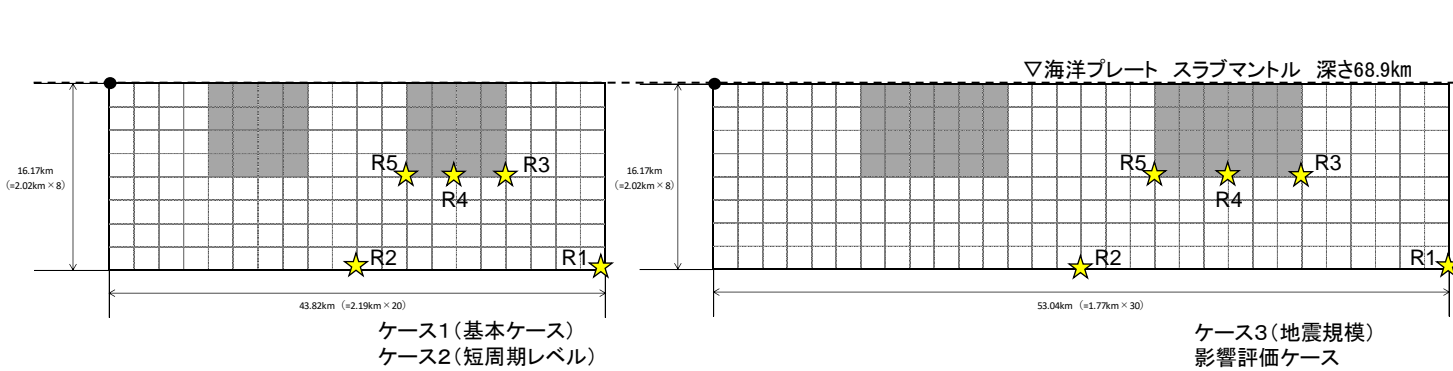 ▽海洋プレート スラブマントル 深さ68.9km
16.17km
(=2.02km×8)
R5
R3
R4
R2
R1
43.82km (=2.19km×20)
ケース1(基本ケース)
ケース2(短周期レベル)
16.17km
(=2.02km×8)
R5
R3
R4
R2
R1
53.04km (=1.77km×30)
ケース3(地震規模)
影響評価ケース